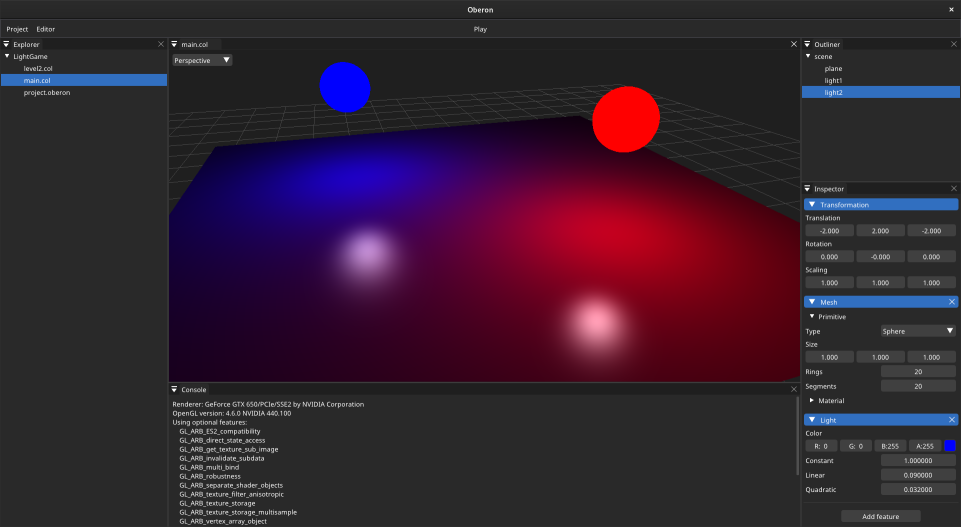 Oberon
Project Editor Play
Explorer
LightGame
level2.col
main.col
project.oberon
main.col
Perspective
Console
Renderer: GeForce GTX 650/PCIe/SSE2 by NVIDIA Corporation
OpenGL version: 4.6.0 NVIDIA 440.100
Using optional features:
GL_ARB_ES2_compatibility
GL_ARB_direct_state_access
GL_ARB_get_texture_sub_image
GL_ARB_invalidate_subdata
GL_ARB_multi_bind
GL_ARB_robustness
GL_ARB_separate_shader_objects
GL_ARB_texture_filter_anisotropic
GL_ARB_texture_storage
GL_ARB_texture_storage_multisample
GL_ARB_vertex_array_object
Outliner
scene
plane
light1
light2
Inspector
Transformation
Translation
-2.000 2.000 -2.000
Rotation
0.000 -0.000 0.000
Scaling
1.000 1.000 1.000
Mesh
Primitive
Type Sphere
Size
1.000 1.000 1.000
Rings 20
Segments 20
Material
Light
Color
R: 0 G: 0 B:255 A:255
Constant 1.000000
Linear 0.090000
Quadratic 0.032000
Add feature